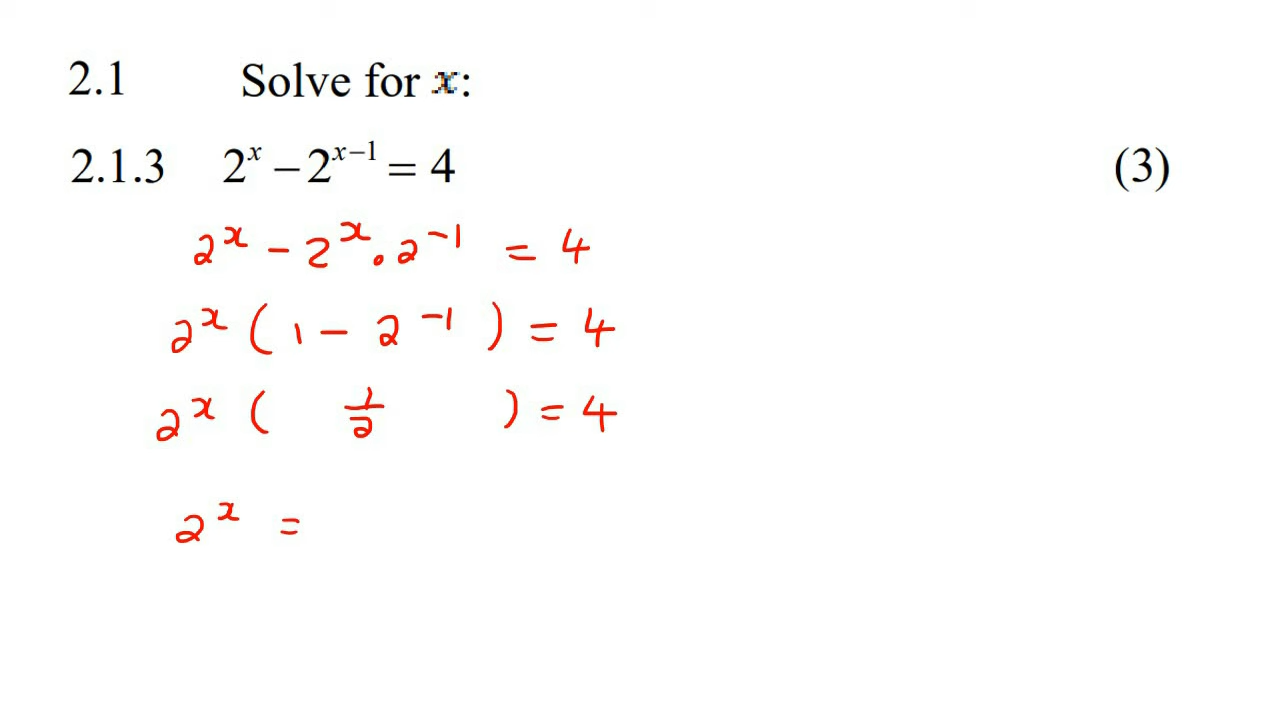 2.1 Solve for x:
2.1.3 2^x − 2^{x−1} = 4 (3)
2^x − 2^x . 2^{−1} = 4
2^x ( 1 − 2^{−1} ) = 4
2^x ( 1/2 ) = 4
2^x =